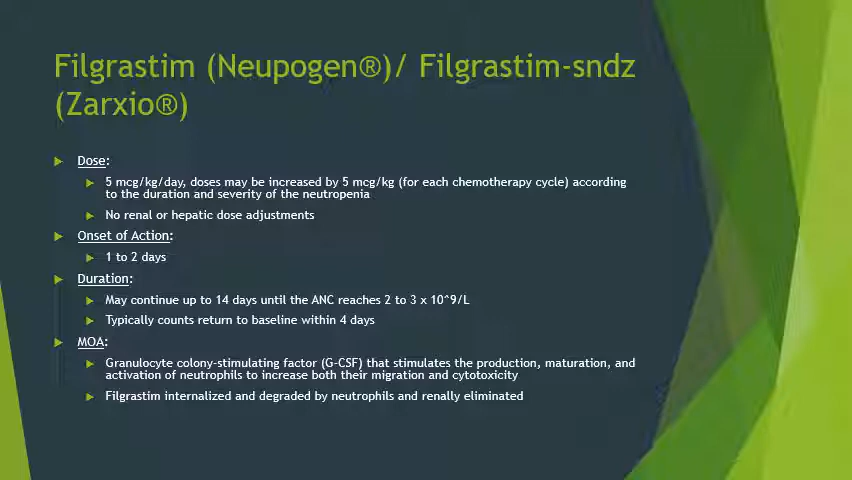 Filgrastim (Neupogen®)/ Filgrastim-sndz
(Zarxio®)
Dose:
5 mcg/kg/day, doses may be increased by 5 mcg/kg (for each chemotherapy cycle) according
to the duration and severity of the neutropenia
No renal or hepatic dose adjustments
Onset of Action:
1 to 2 days
Duration:
May continue up to 14 days until the ANC reaches 2 to 3 x 10^9/L
Typically counts return to baseline within 4 days
MOA:
Granulocyte colony-stimulating factor (G-CSF) that stimulates the production, maturation, and
activation of neutrophils to increase both their migration and cytotoxicity
Filgrastim internalized and degraded by neutrophils and renally eliminated